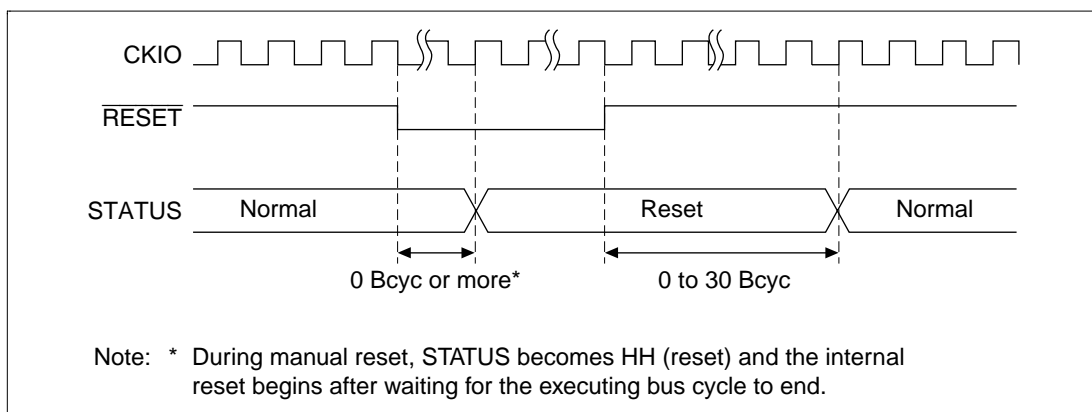 CKIO
RESET
STATUS Normal Reset Normal
0 Bcyc or more* 0 to 30 Bcyc
Note: * During manual reset, STATUS becomes HH (reset) and the internal
reset begins after waiting for the executing bus cycle to end.